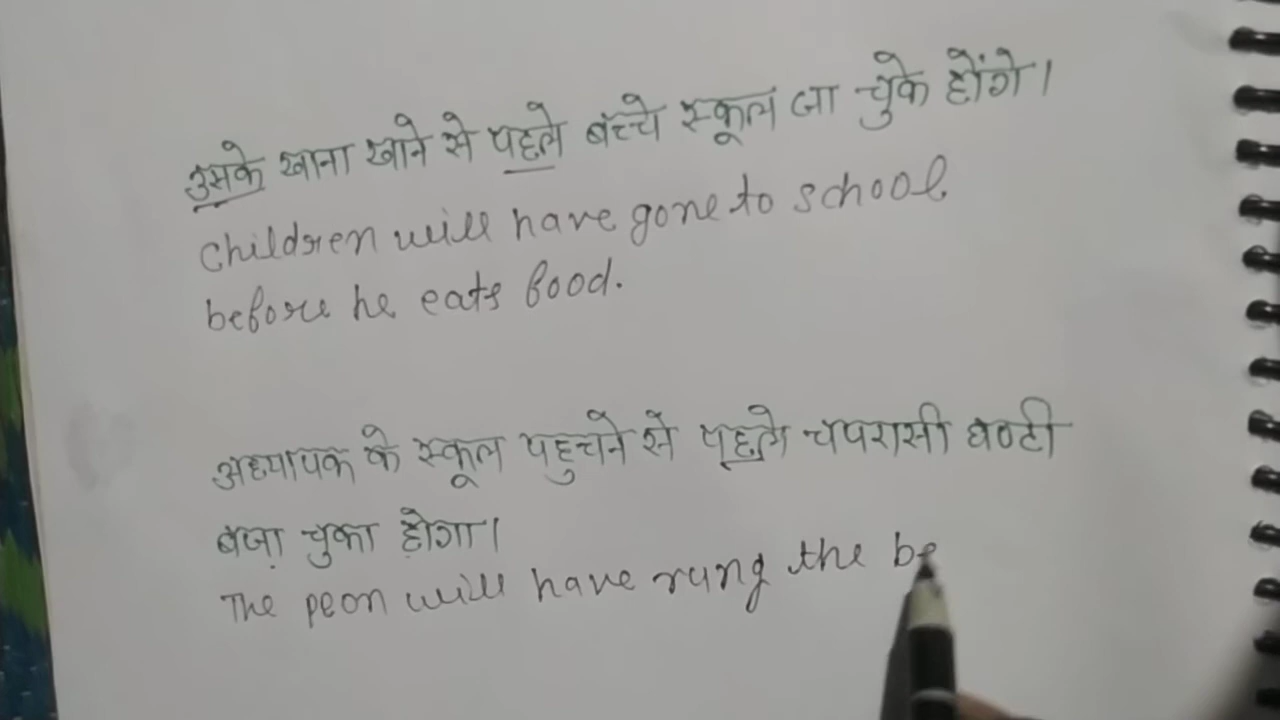 उसके खाना खाने से पहले बच्चे स्कूल जा चुके होंगे।
children will have gone to school
before he eats food.
अध्यापक के स्कूल पहुचने से पहले चपरासी घण्टी
बजा चुका होगा।
The peon will have rung the be